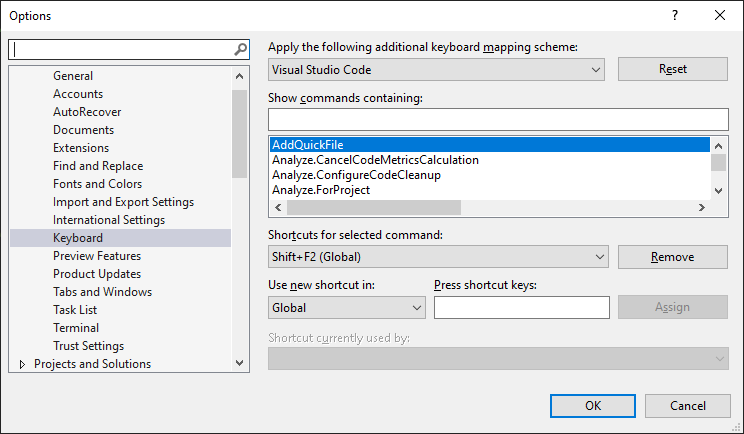 Options
General
Accounts
AutoRecover
Documents
Extensions
Find and Replace
Fonts and Colors
Import and Export Settings
International Settings
Keyboard
Preview Features
Product Updates
Tabs and Windows
Task List
Terminal
Trust Settings
Projects and Solutions
Apply the following additional keyboard mapping scheme:
Visual Studio Code
Reset
Show commands containing:
AddQuickFile
Analyze.CancelCodeMetricsCalculation
Analyze.ConfigureCodeCleanup
Analyze.ForProject
Shortcuts for selected command:
Shift+F2 (Global)
Remove
Use new shortcut in:
Press shortcut keys:
Global
Assign
Shortcut currently used by:
OK
Cancel